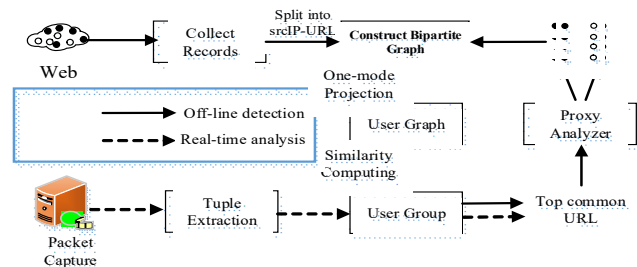 Split into
srcIP-URL
Collect
Records
Construct Bipartite
Graph
Web
One-mode
Projection
Off-line detection
Real-time analysis
User Graph
Proxy
Analyzer
Similarity
Computing
Tuple
Extraction
User Group
Top common
URL
Packet
Capture